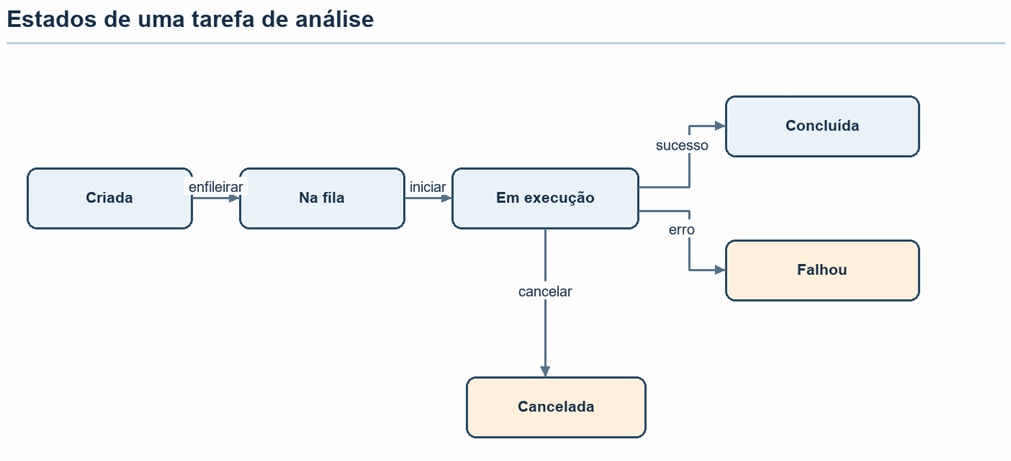 Estados de uma tarefa de análise
Concluída
sucesso
Criada
enfileirar
Na fila
iniciar
Em execução
erro
Falhou
cancelar
Cancelada